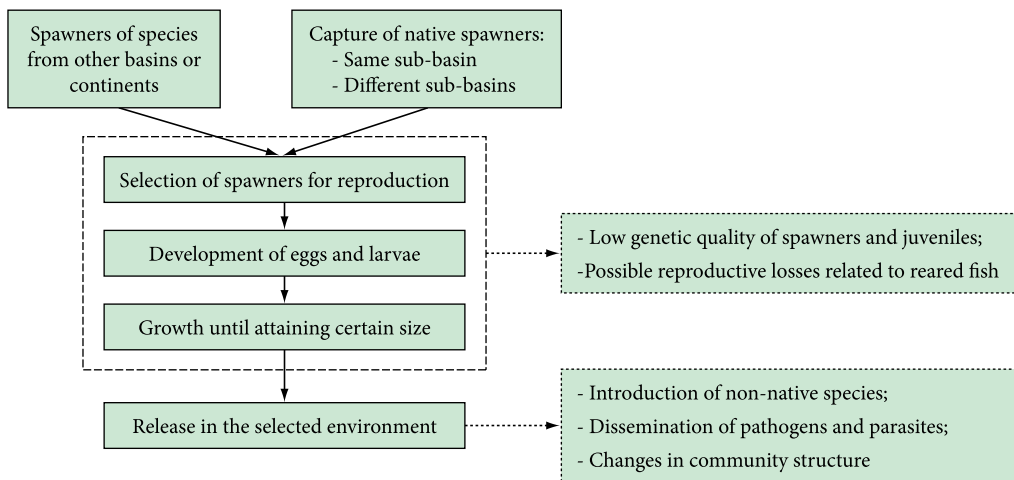 Spawners of species
from other basins or
continents
Capture of native spawners:
- Same sub-basin
- Different sub-basins
Selection of spawners for reproduction
Development of eggs and larvae
Growth until attaining certain size
Release in the selected environment
- Low genetic quality of spawners and juveniles;
-Possible reproductive losses related to reared fish
- Introduction of non-native species;
- Dissemination of pathogens and parasites;
- Changes in community structure